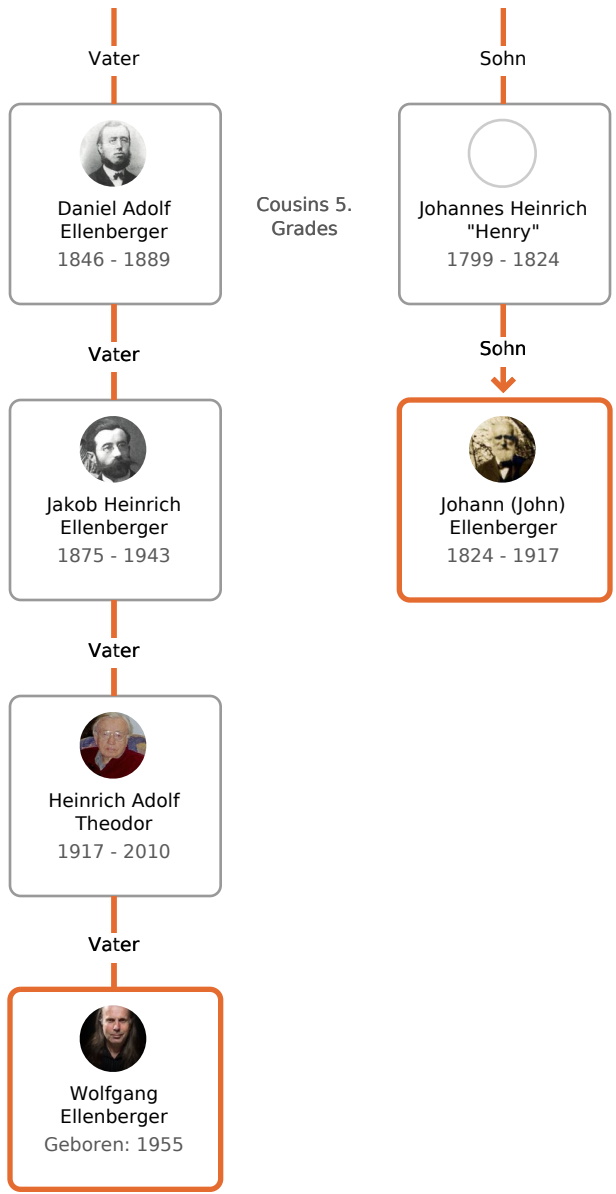 Vater
Sohn
Daniel Adolf
Ellenberger
1846 - 1889
Cousins 5.
Grades
Johannes Heinrich
"Henry"
1799 - 1824
Vater
Sohn
Jakob Heinrich
Ellenberger
1875 - 1943
Johann (John)
Ellenberger
1824 - 1917
Vater
Heinrich Adolf
Theodor
1917 - 2010
Vater
Wolfgang
Ellenberger
Geboren: 1955